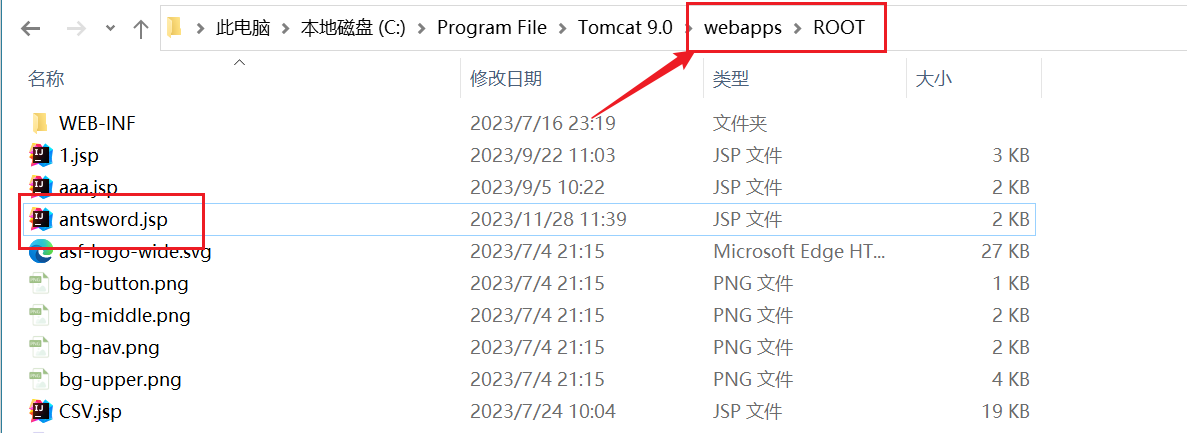 此电脑 本地磁盘 (C:) Program File Tomcat 9.0 webapps ROOT
名称 修改日期 类型 大小
WEB-INF 2023/7/16 23:19 文件夹
1.jsp 2023/9/22 11:03 JSP 文件 3 KB
aaa.jsp 2023/9/5 10:22 JSP 文件 2 KB
antsword.jsp 2023/11/28 11:39 JSP 文件 2 KB
asf-logo-wide.svg 2023/7/4 21:15 Microsoft Edge HT... 27 KB
bg-button.png 2023/7/4 21:15 PNG 文件 1 KB
bg-middle.png 2023/7/4 21:15 PNG 文件 2 KB
bg-nav.png 2023/7/4 21:15 PNG 文件 2 KB
bg-upper.png 2023/7/4 21:15 PNG 文件 4 KB
CSV.jsp 2023/7/24 10:04 JSP 文件 19 KB